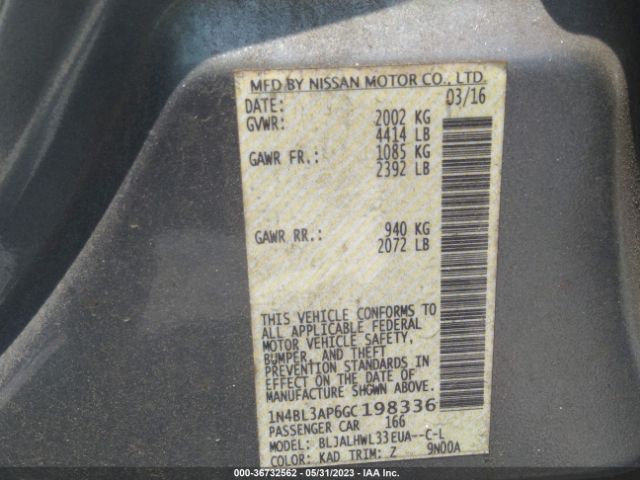 MFD BY NISSAN MOTOR CO., LTD.
DATE: 03/16
GVWR: 2002 KG
4414 LB
GAWR FR.: 1085 KG
2392 LB
GAWR RR.: 940 KG
2072 LB
THIS VEHICLE CONFORMS TO
ALL APPLICABLE FEDERAL
MOTOR VEHICLE SAFETY,
BUMPER, AND THEFT
PREVENTION STANDARDS IN
EFFECT ON THE DATE OF
MANUFACTURE SHOWN ABOVE.
1N4BL3AP6GC198336
PASSENGER CAR 166
MODEL: BLJALHWL33EUA--C-L
COLOR: KAD TRIM: Z 9N00A
000-36732562 - 05/31/2023 - IAAI.COM